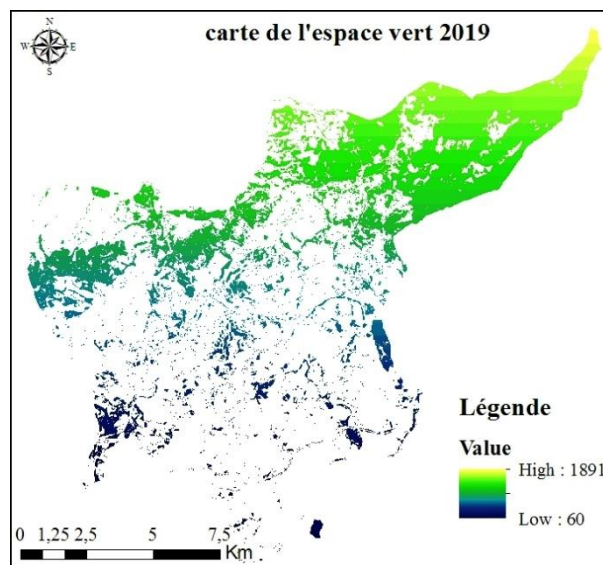 carte de l'espace vert 2019
N
W E
S
Légende
Value
High : 1891
Low : 60
0 1,25 2,5 5 7,5
Km